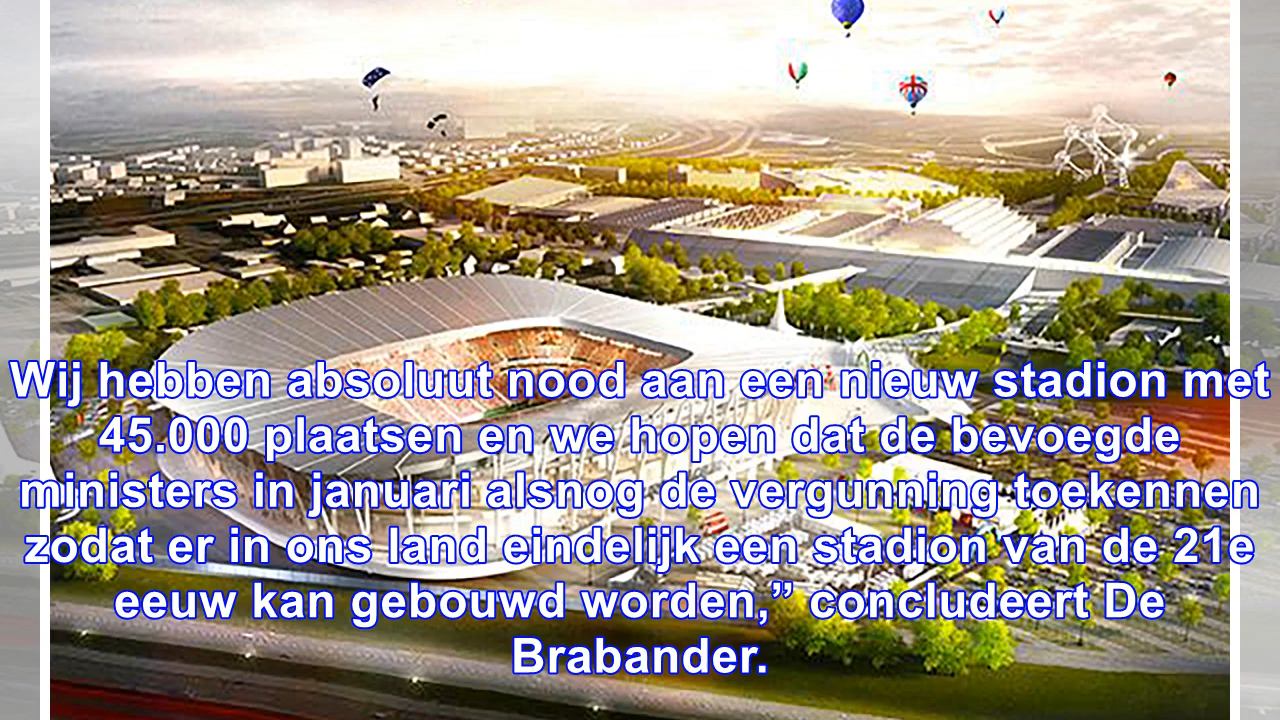 Wij hebben absoluut nood aan een nieuw stadion met
45.000 plaatsen en we hopen dat de bevoegde
ministers in januari alsnog de vergunning toekennen
zodat er in ons land eindelijk een stadion van de 21e
eeuw kan gebouwd worden,” concludeert De
Brabander.